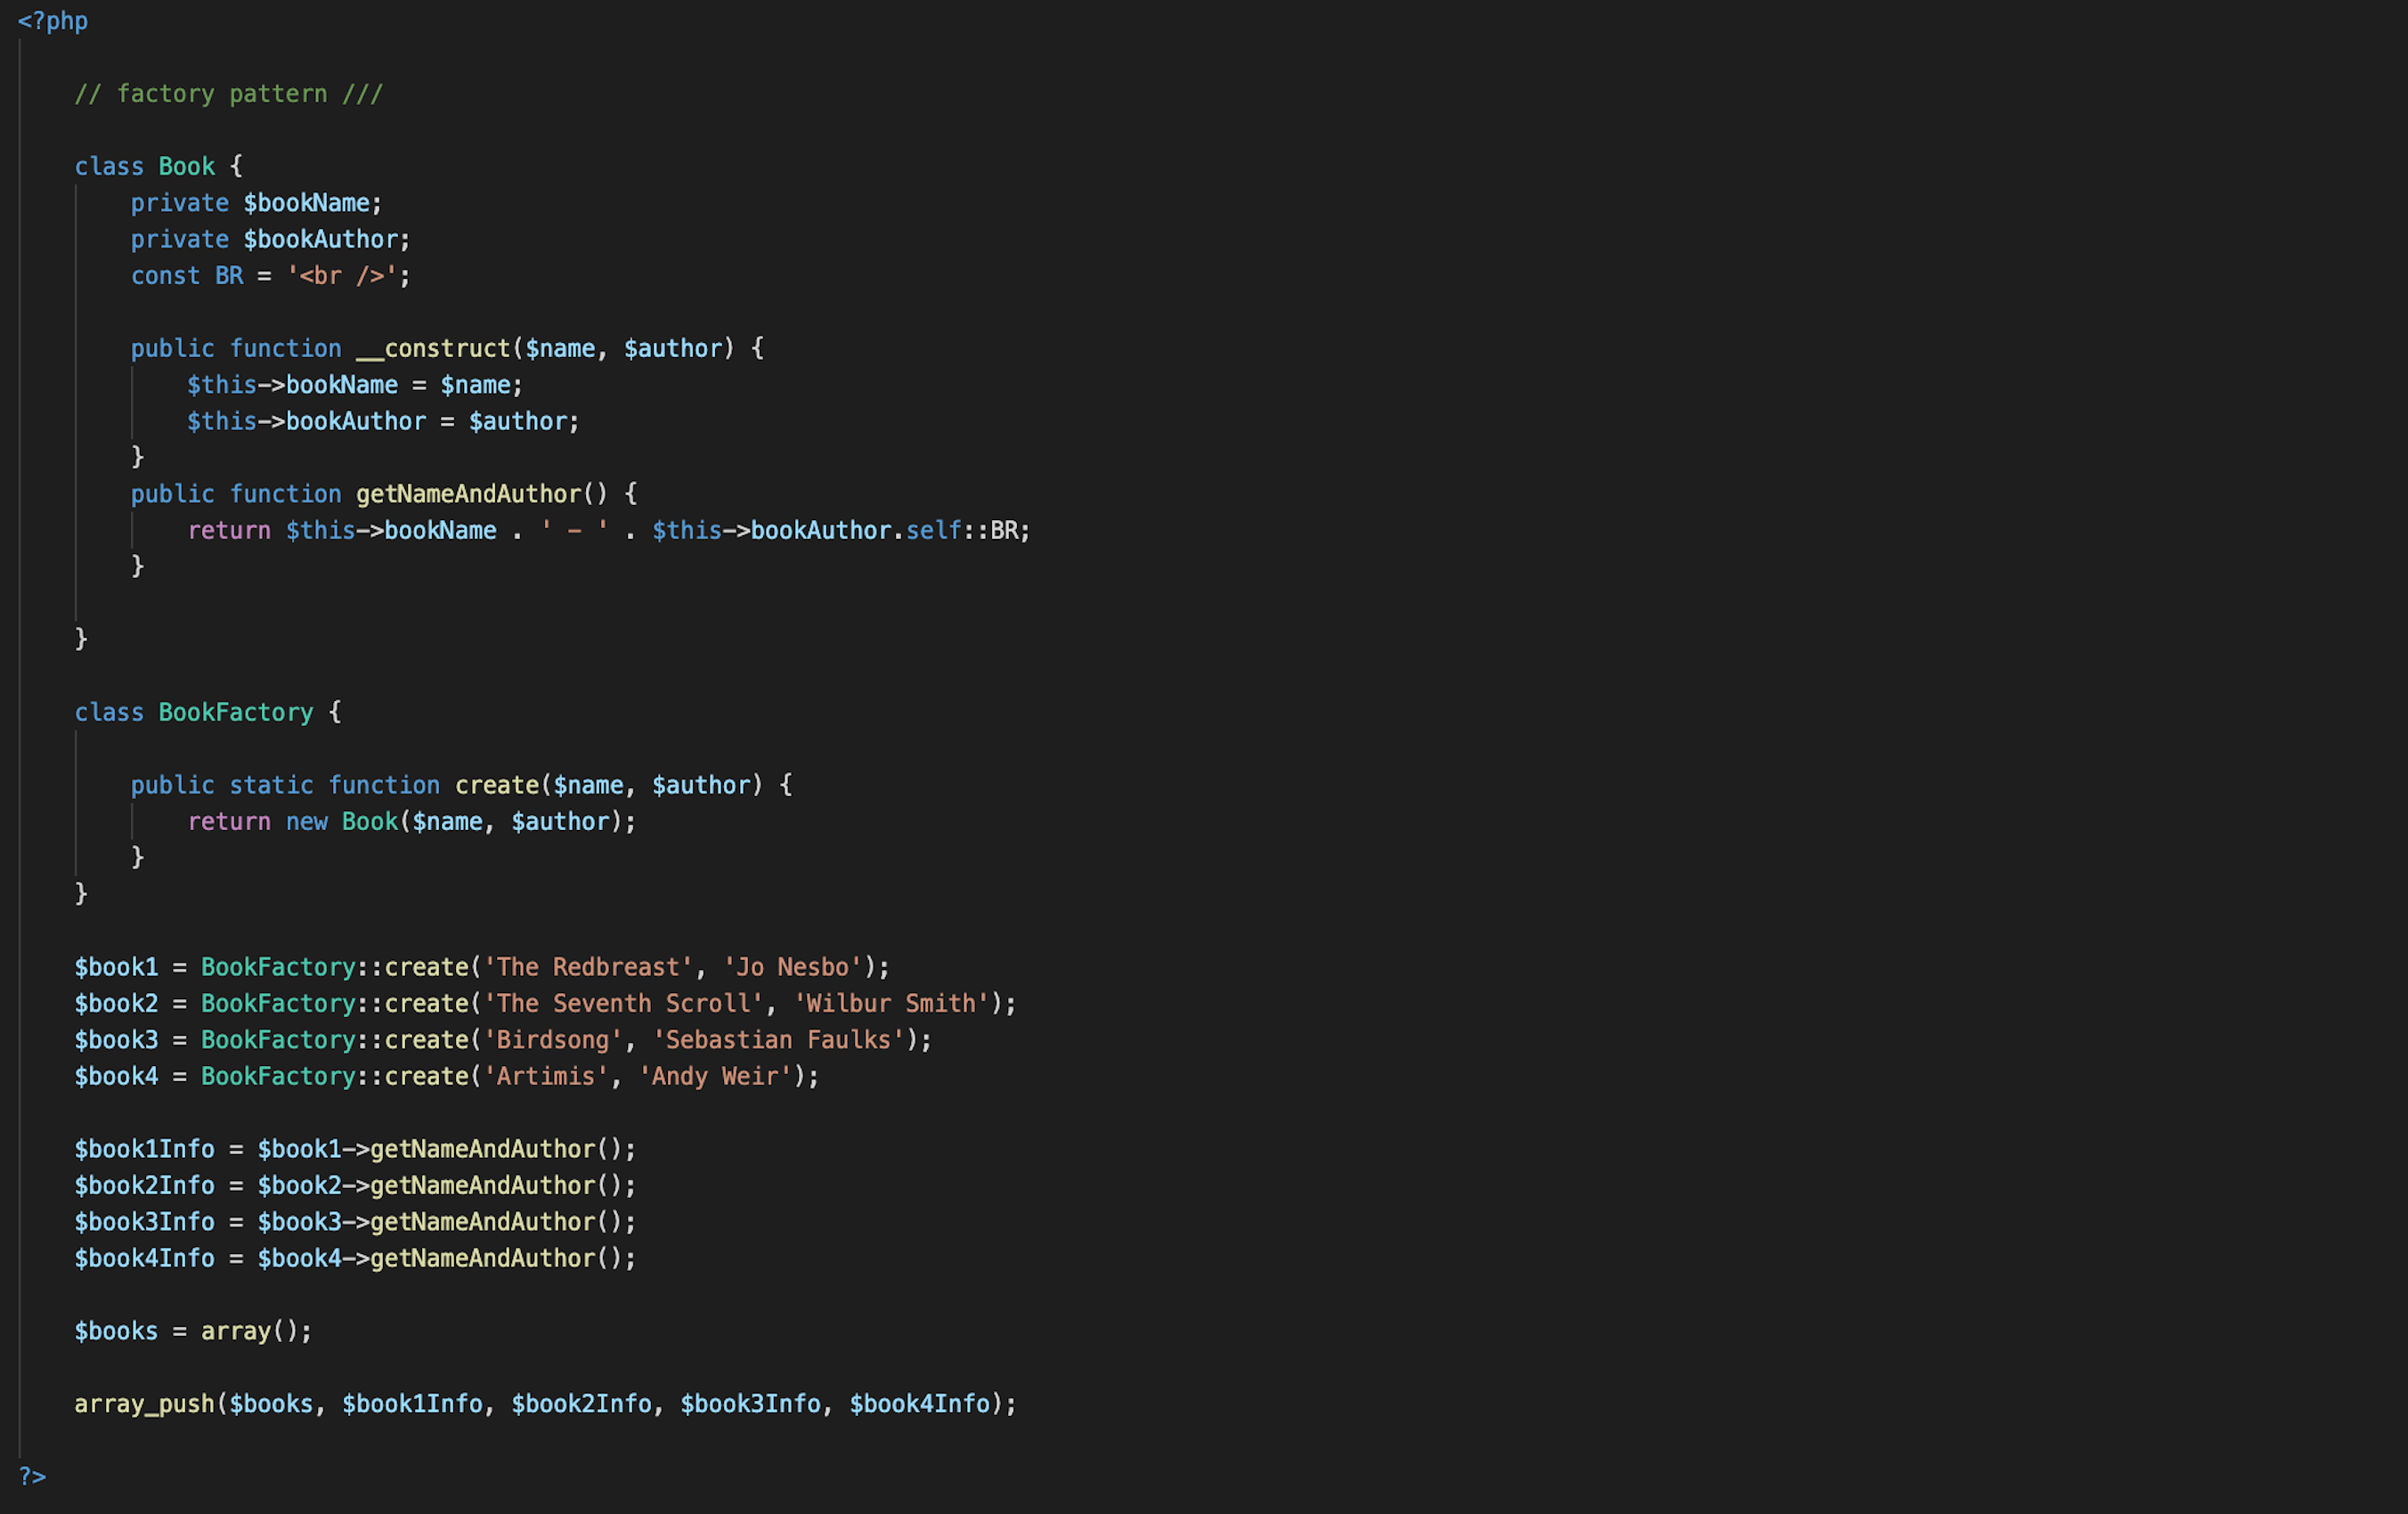 <?php
// factory pattern ///
class Book {
private $bookName;
private $bookAuthor;
const BR = '<br />';
public function __construct($name, $author) {
$this->bookName = $name;
$this->bookAuthor = $author;
}
public function getNameAndAuthor() {
return $this->bookName . ' - ' . $this->bookAuthor.self::BR;
}
}
class BookFactory {
public static function create($name, $author) {
return new Book($name, $author);
}
}
$book1 = BookFactory::create('The Redbreast', 'Jo Nesbo');
$book2 = BookFactory::create('The Seventh Scroll', 'Wilbur Smith');
$book3 = BookFactory::create('Birdsong', 'Sebastian Faulks');
$book4 = BookFactory::create('Artimis', 'Andy Weir');
$book1Info = $book1->getNameAndAuthor();
$book2Info = $book2->getNameAndAuthor();
$book3Info = $book3->getNameAndAuthor();
$book4Info = $book4->getNameAndAuthor();
$books = array();
array_push($books, $book1Info, $book2Info, $book3Info, $book4Info);
?>